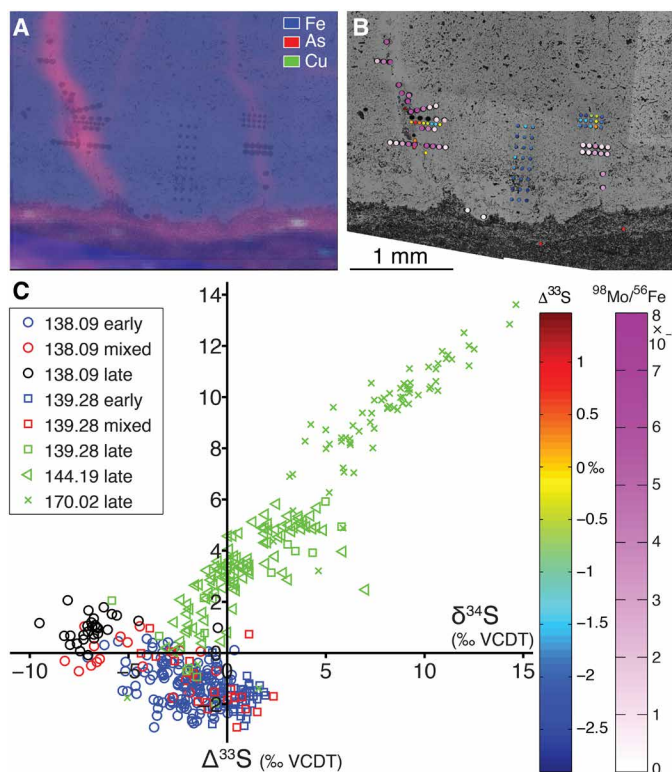 A
Fe
As
Cu
B
1 mm
C
138.09 early
138.09 mixed
138.09 late
139.28 early
139.28 mixed
139.28 late
144.19 late
170.02 late
14
12
10
8
6
4
2
0
−2
−10
−5
0
5
10
15
δ³⁴S
(‰ VCDT)
Δ³³S (‰ VCDT)
Δ³³S
1
0.5
0‰
−0.5
−1
−1.5
−2
−2.5
⁹⁸Mo/⁵⁶Fe
8
×
10
7
6
5
4
3
2
1
0